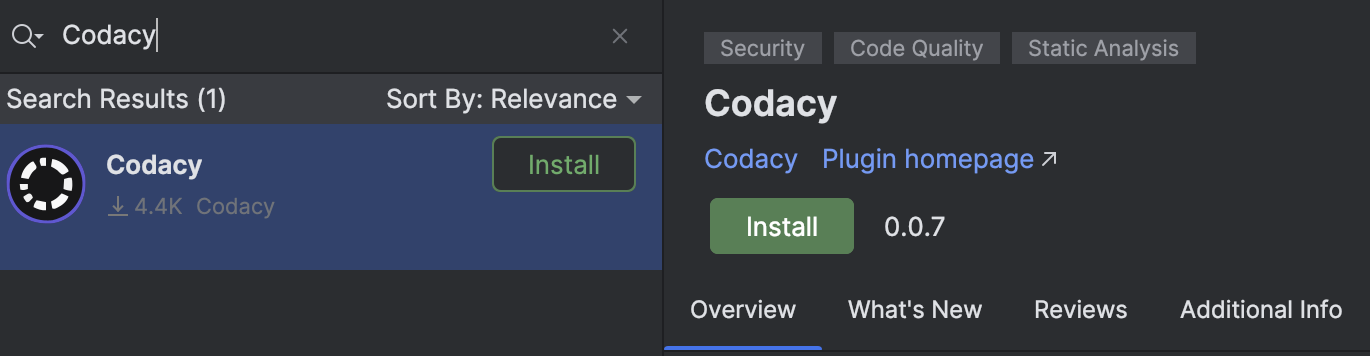 Codacy
Search Results (1) Sort By: Relevance
Codacy
Install
4.4K Codacy
Security Code Quality Static Analysis
Codacy
Codacy Plugin homepage
Install 0.0.7
Overview What's New Reviews Additional Info